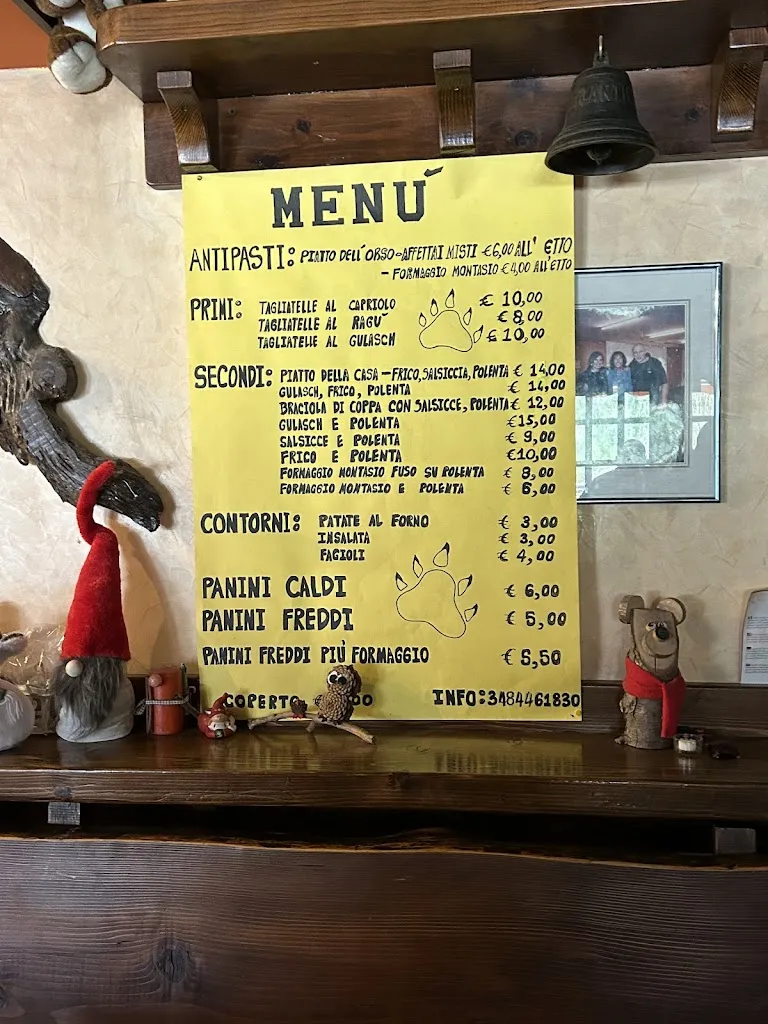 MENÚ
ANTIPASTI: PIATTO DELL'ORSO-AFFETTAI MISTI €6,00 ALL' ETTO
- FORMAGGIO MONTASIO €4,00 ALL'ETTO
PRINI: TAGLIATELLE AL CAPRIOLO € 10,00
TAGLIATELLE AL RAGU' € 8,00
TAGLIATELLE AL GULASCH € 10,00
SECONDI: PIATTO DELLA CASA - FRICO, SALSICCIA, POLENTA € 14,00
GULASCH, FRICO, POLENTA € 14,00
BRACIOLA DI COPPA CON SALSICCE, POLENTA € 12,00
GULASCH E POLENTA €15,00
SALSICCE E POLENTA € 9,00
FRICO E POLENTA €10,00
FORMAGGIO MONTASIO FUSO SU POLENTA € 8,00
FORMAGGIO MONTASIO E POLENTA € 6,00
CONTORNI: PATATE AL FORNO € 3,00
INSALATA € 3,00
FAGIOLI € 4,00
PANINI CALDI € 6,00
PANINI FREDDI € 5,00
PANINI FREDDI PIÙ FORMAGGIO € 5,50
COPERTO INFO:3484461830